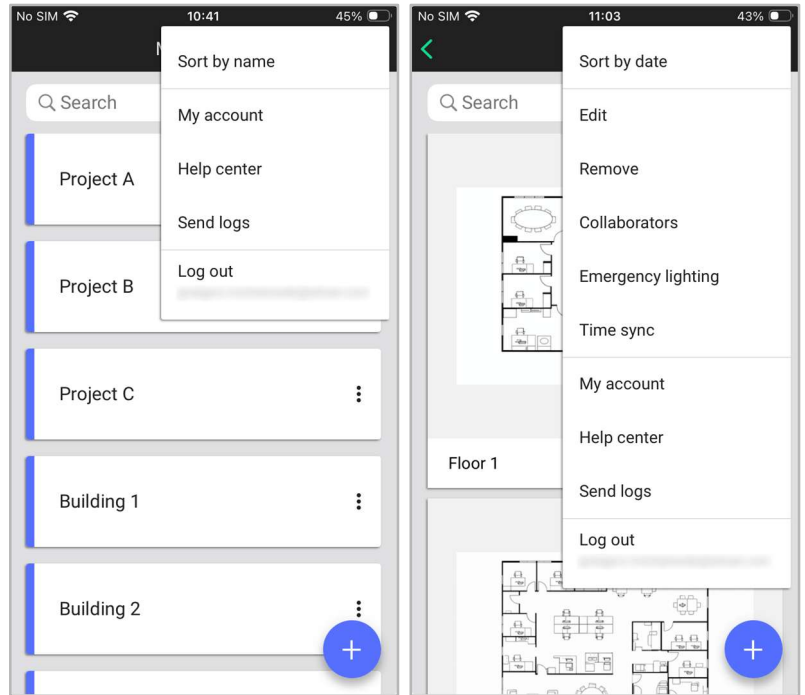 No SIM 10:41 45%
Sort by name
Search
My account
Project A
Help center
Send logs
Log out
Project B
Project C
Building 1
Building 2
No SIM 11:03 43%
Sort by date
Search
Edit
Remove
Collaborators
Emergency lighting
Time sync
My account
Help center
Floor 1
Send logs
Log out